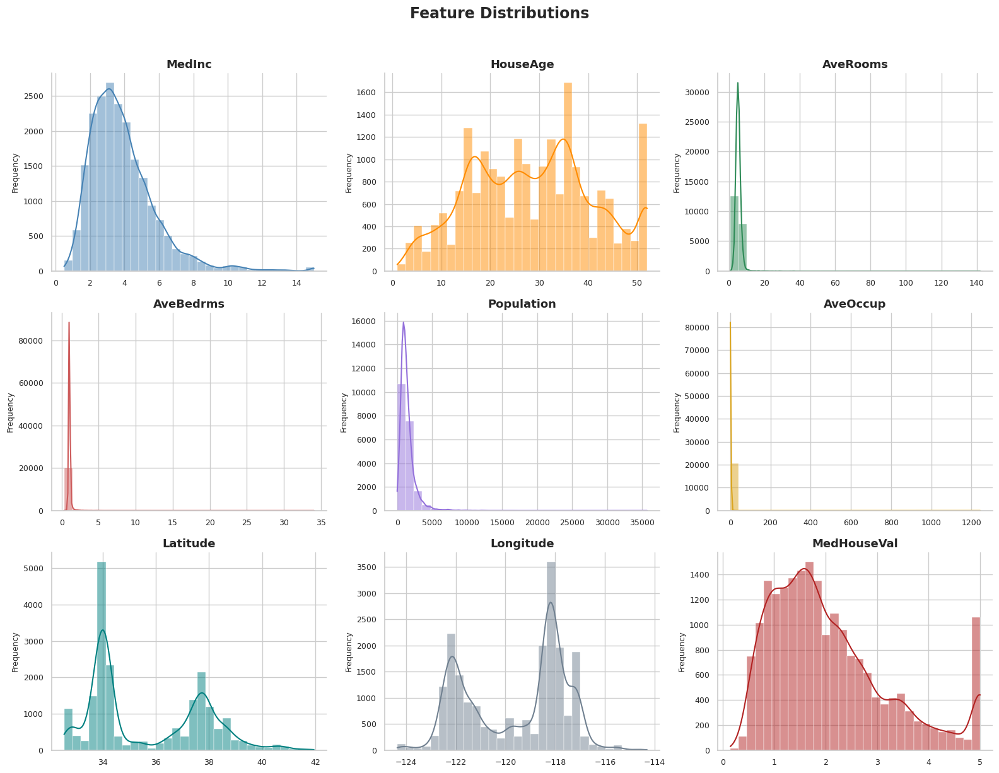 Feature Distributions
MedInc
Frequency
2500
2000
1500
1000
500
0
0 2 4 6 8 10 12 14
HouseAge
Frequency
1600
1400
1200
1000
800
600
400
200
0
0 10 20 30 40 50
AveRooms
Frequency
30000
25000
20000
15000
10000
5000
0
0 20 40 60 80 100 120 140
AveBedrms
Frequency
80000
60000
40000
20000
0
0 5 10 15 20 25 30 35
Population
Frequency
16000
14000
12000
10000
8000
6000
4000
2000
0
0 5000 10000 15000 20000 25000 30000 35000
AveOccup
Frequency
80000
70000
60000
50000
40000
30000
20000
10000
0
0 200 400 600 800 1000 1200
Latitude
Frequency
5000
4000
3000
2000
1000
0
34 36 38 40 42
Longitude
Frequency
3500
3000
2500
2000
1500
1000
500
0
−124 −122 −120 −118 −116 −114
MedHouseVal
Frequency
1400
1200
1000
800
600
400
200
0
0 1 2 3 4 5